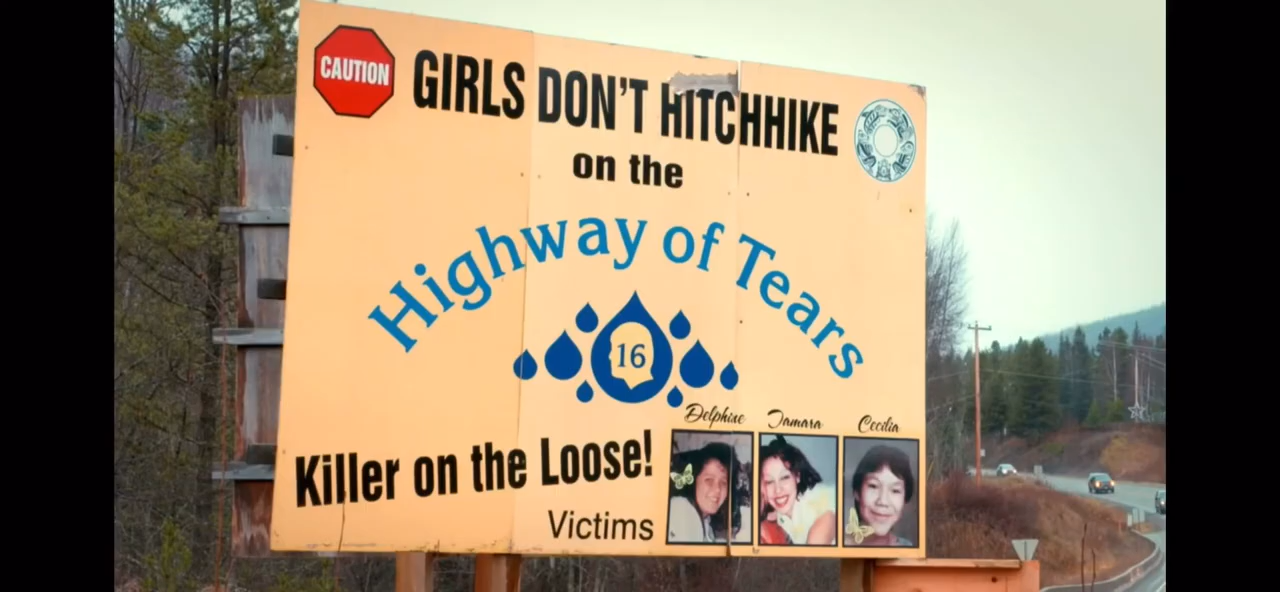 CAUTION
GIRLS DON'T HITCHHIKE
on the
Highway of Tears
16
Delphine Tamara Cecilia
Killer on the Loose!
Victims